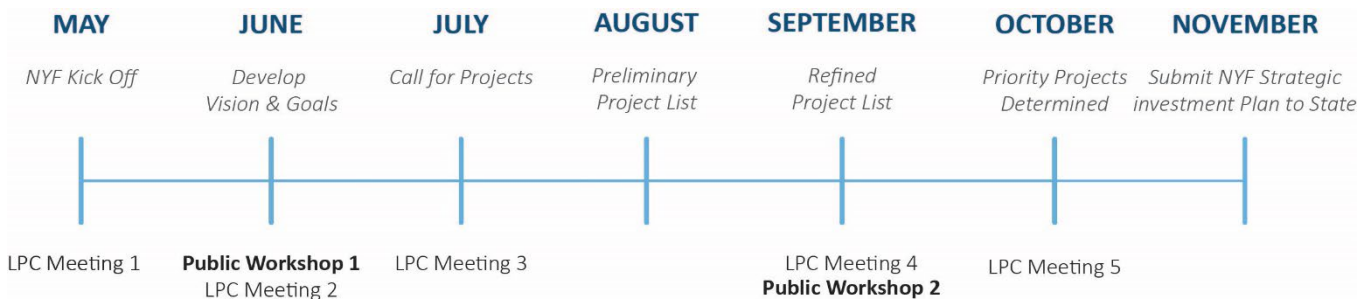 MAY
JUNE
JULY
AUGUST
SEPTEMBER
OCTOBER
NOVEMBER
NYF Kick Off
Develop
Vision & Goals
Call for Projects
Preliminary
Project List
Refined
Project List
Priority Projects
Determined
Submit NYF Strategic
investment Plan to State
LPC Meeting 1
Public Workshop 1
LPC Meeting 2
LPC Meeting 3
LPC Meeting 4
Public Workshop 2
LPC Meeting 5